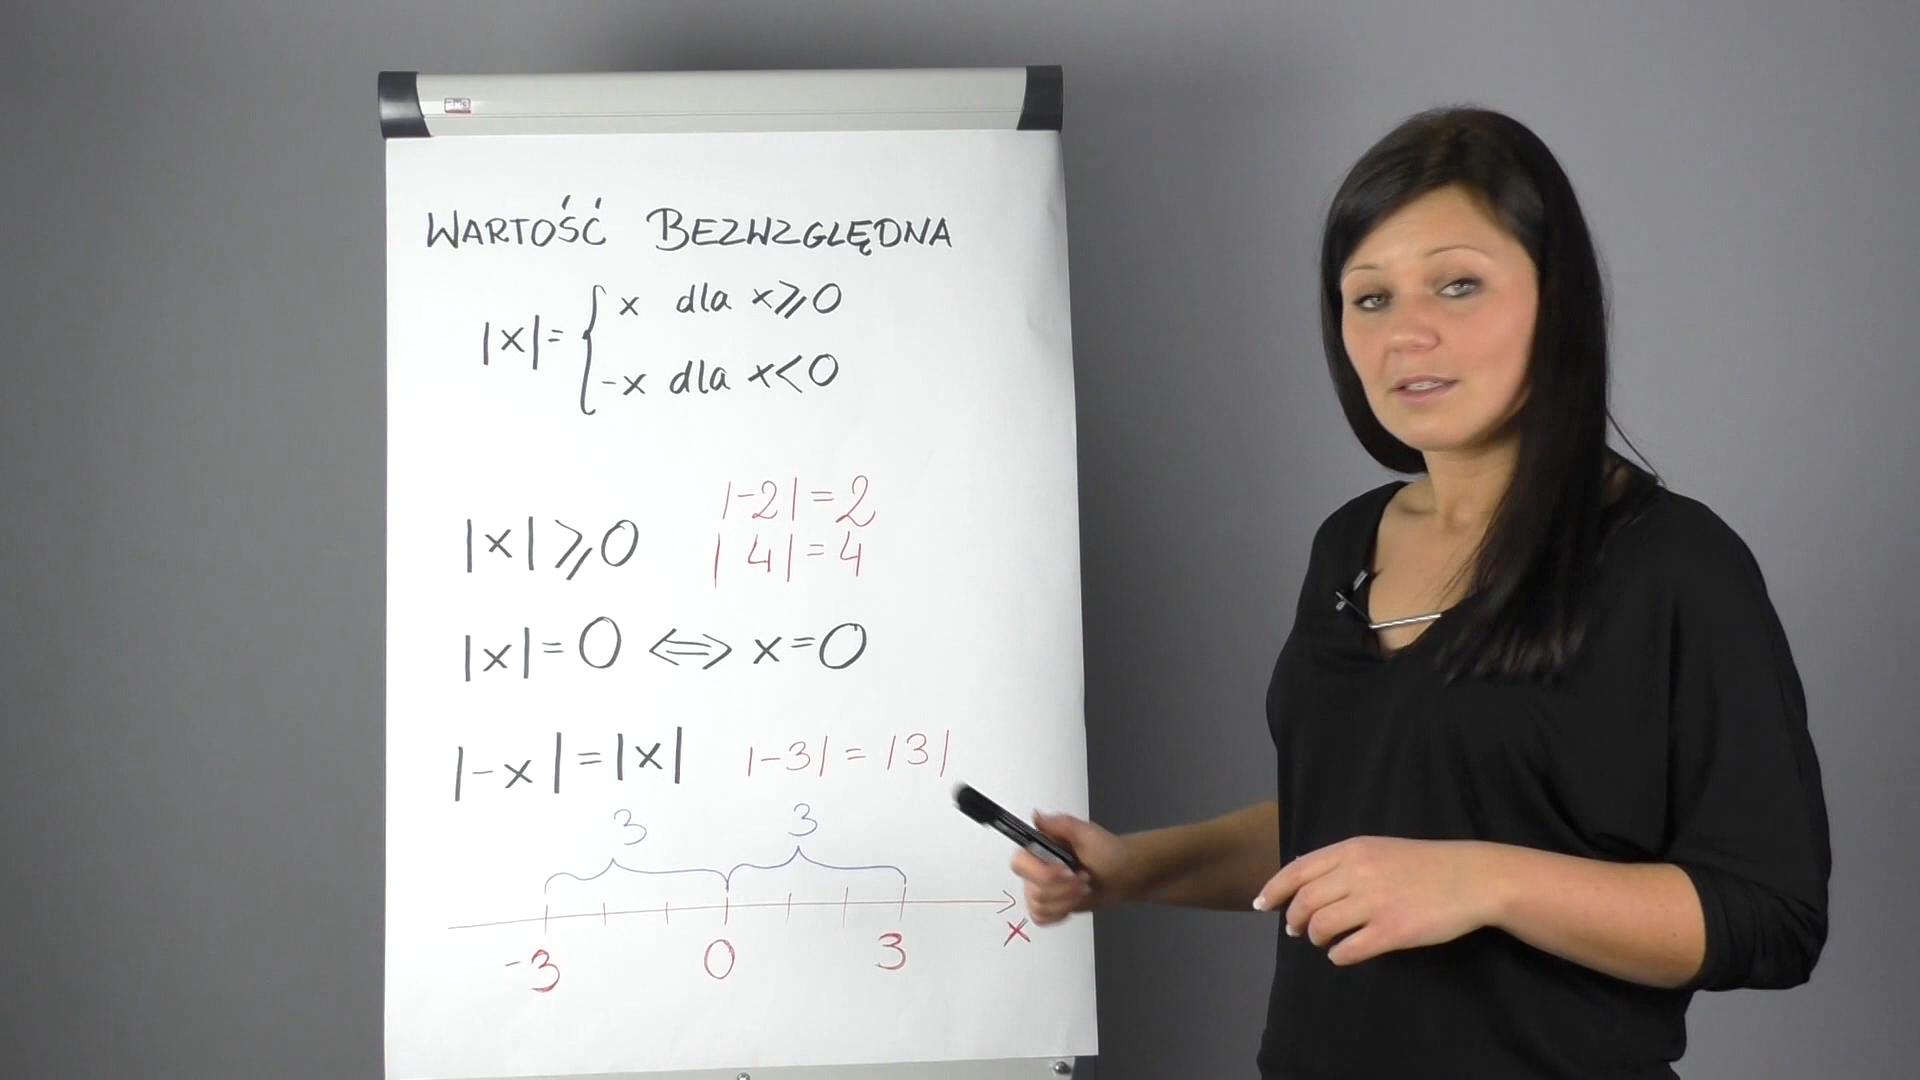 WARTOŚĆ BEZWZGLĘDNA
|x|= { x dla x⩾0
-x dla x<0
|-2|=2
|x|⩾0 |4|=4
|x|=0 ⟺ x=0
|-x|=|x| |-3|=|3|
3 3
-3 0 3 x